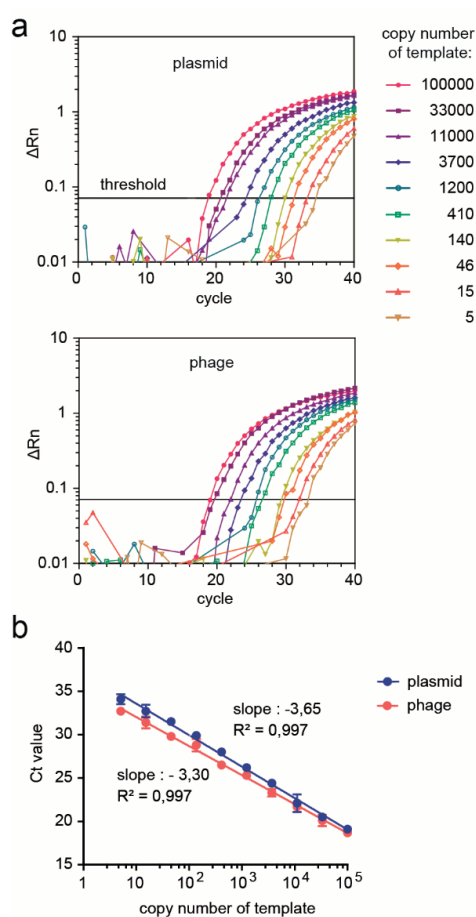 a
10
plasmid
1
ΔRn
threshold
0.1
0.01
0 10 20 30 40
cycle
copy number
of template:
100000
33000
11000
3700
1200
410
140
46
15
5
10
phage
1
ΔRn
0.1
0.01
0 10 20 30 40
cycle
b
40
35
30
25
20
15
Ct value
slope : -3,65
R² = 0,997
slope : - 3,30
R² = 0,997
plasmid
phage
1 10 10² 10³ 10⁴ 10⁵
copy number of template